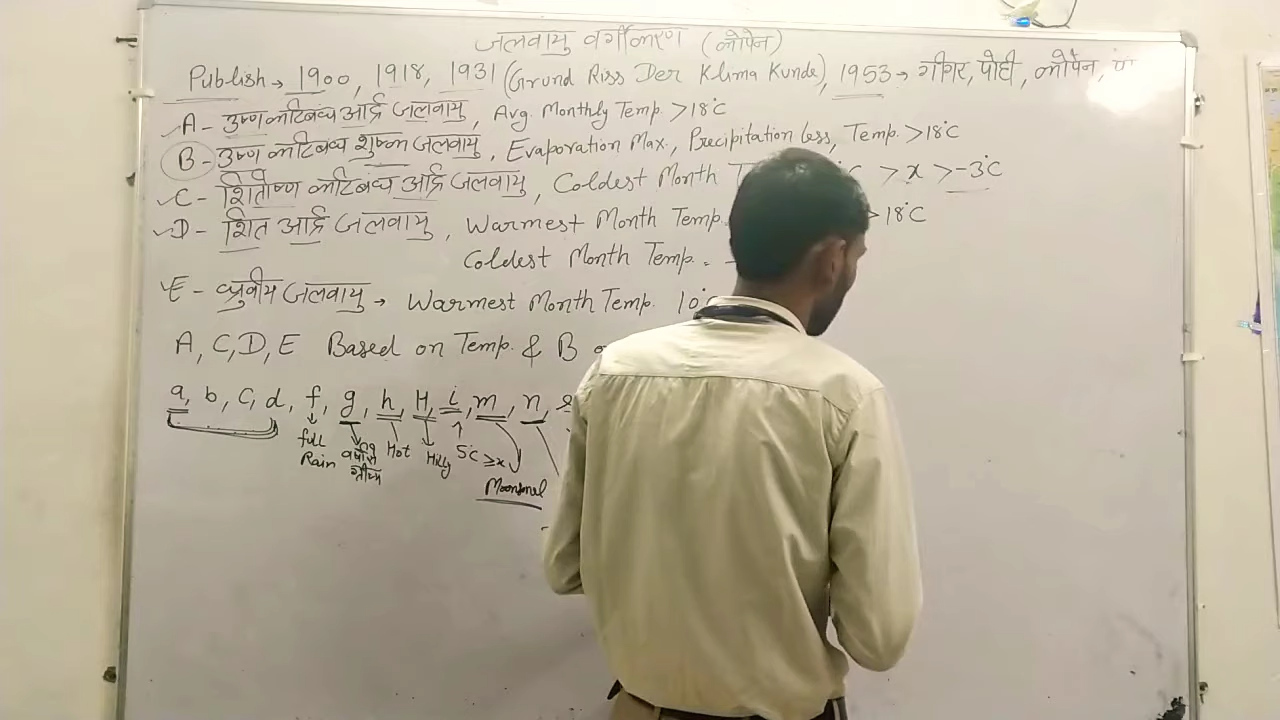 जलवायु वर्गीकरण (कोपेन)
Publish → 1900, 1918, 1931 (Grund Riss Der Klima Kunde), 1953 → गीगर, पोही, कोपेन,
A - उष्ण कटिबन्ध आर्द्र जलवायु, Avg. Monthly Temp. > 18°C
B - उष्ण कटिबन्ध शुष्क जलवायु, Evaporation Max., Precipitation less, Temp. > 18°C
C - शितोष्ण कटिबन्ध आर्द्र जलवायु, Coldest Month > x > -3°C
D - शित आर्द्र जलवायु, Warmest Month Temp. > 18°C
Coldest Month Temp.
E - ध्रुवीय जलवायु → Warmest Month Temp. 10°
A, C, D, E Based on Temp. & B
a, b, C, d, f, g, h, H, i, m, n,
full Rain
ग्रीष्म
Hot
Hilly
5°C ≥ x